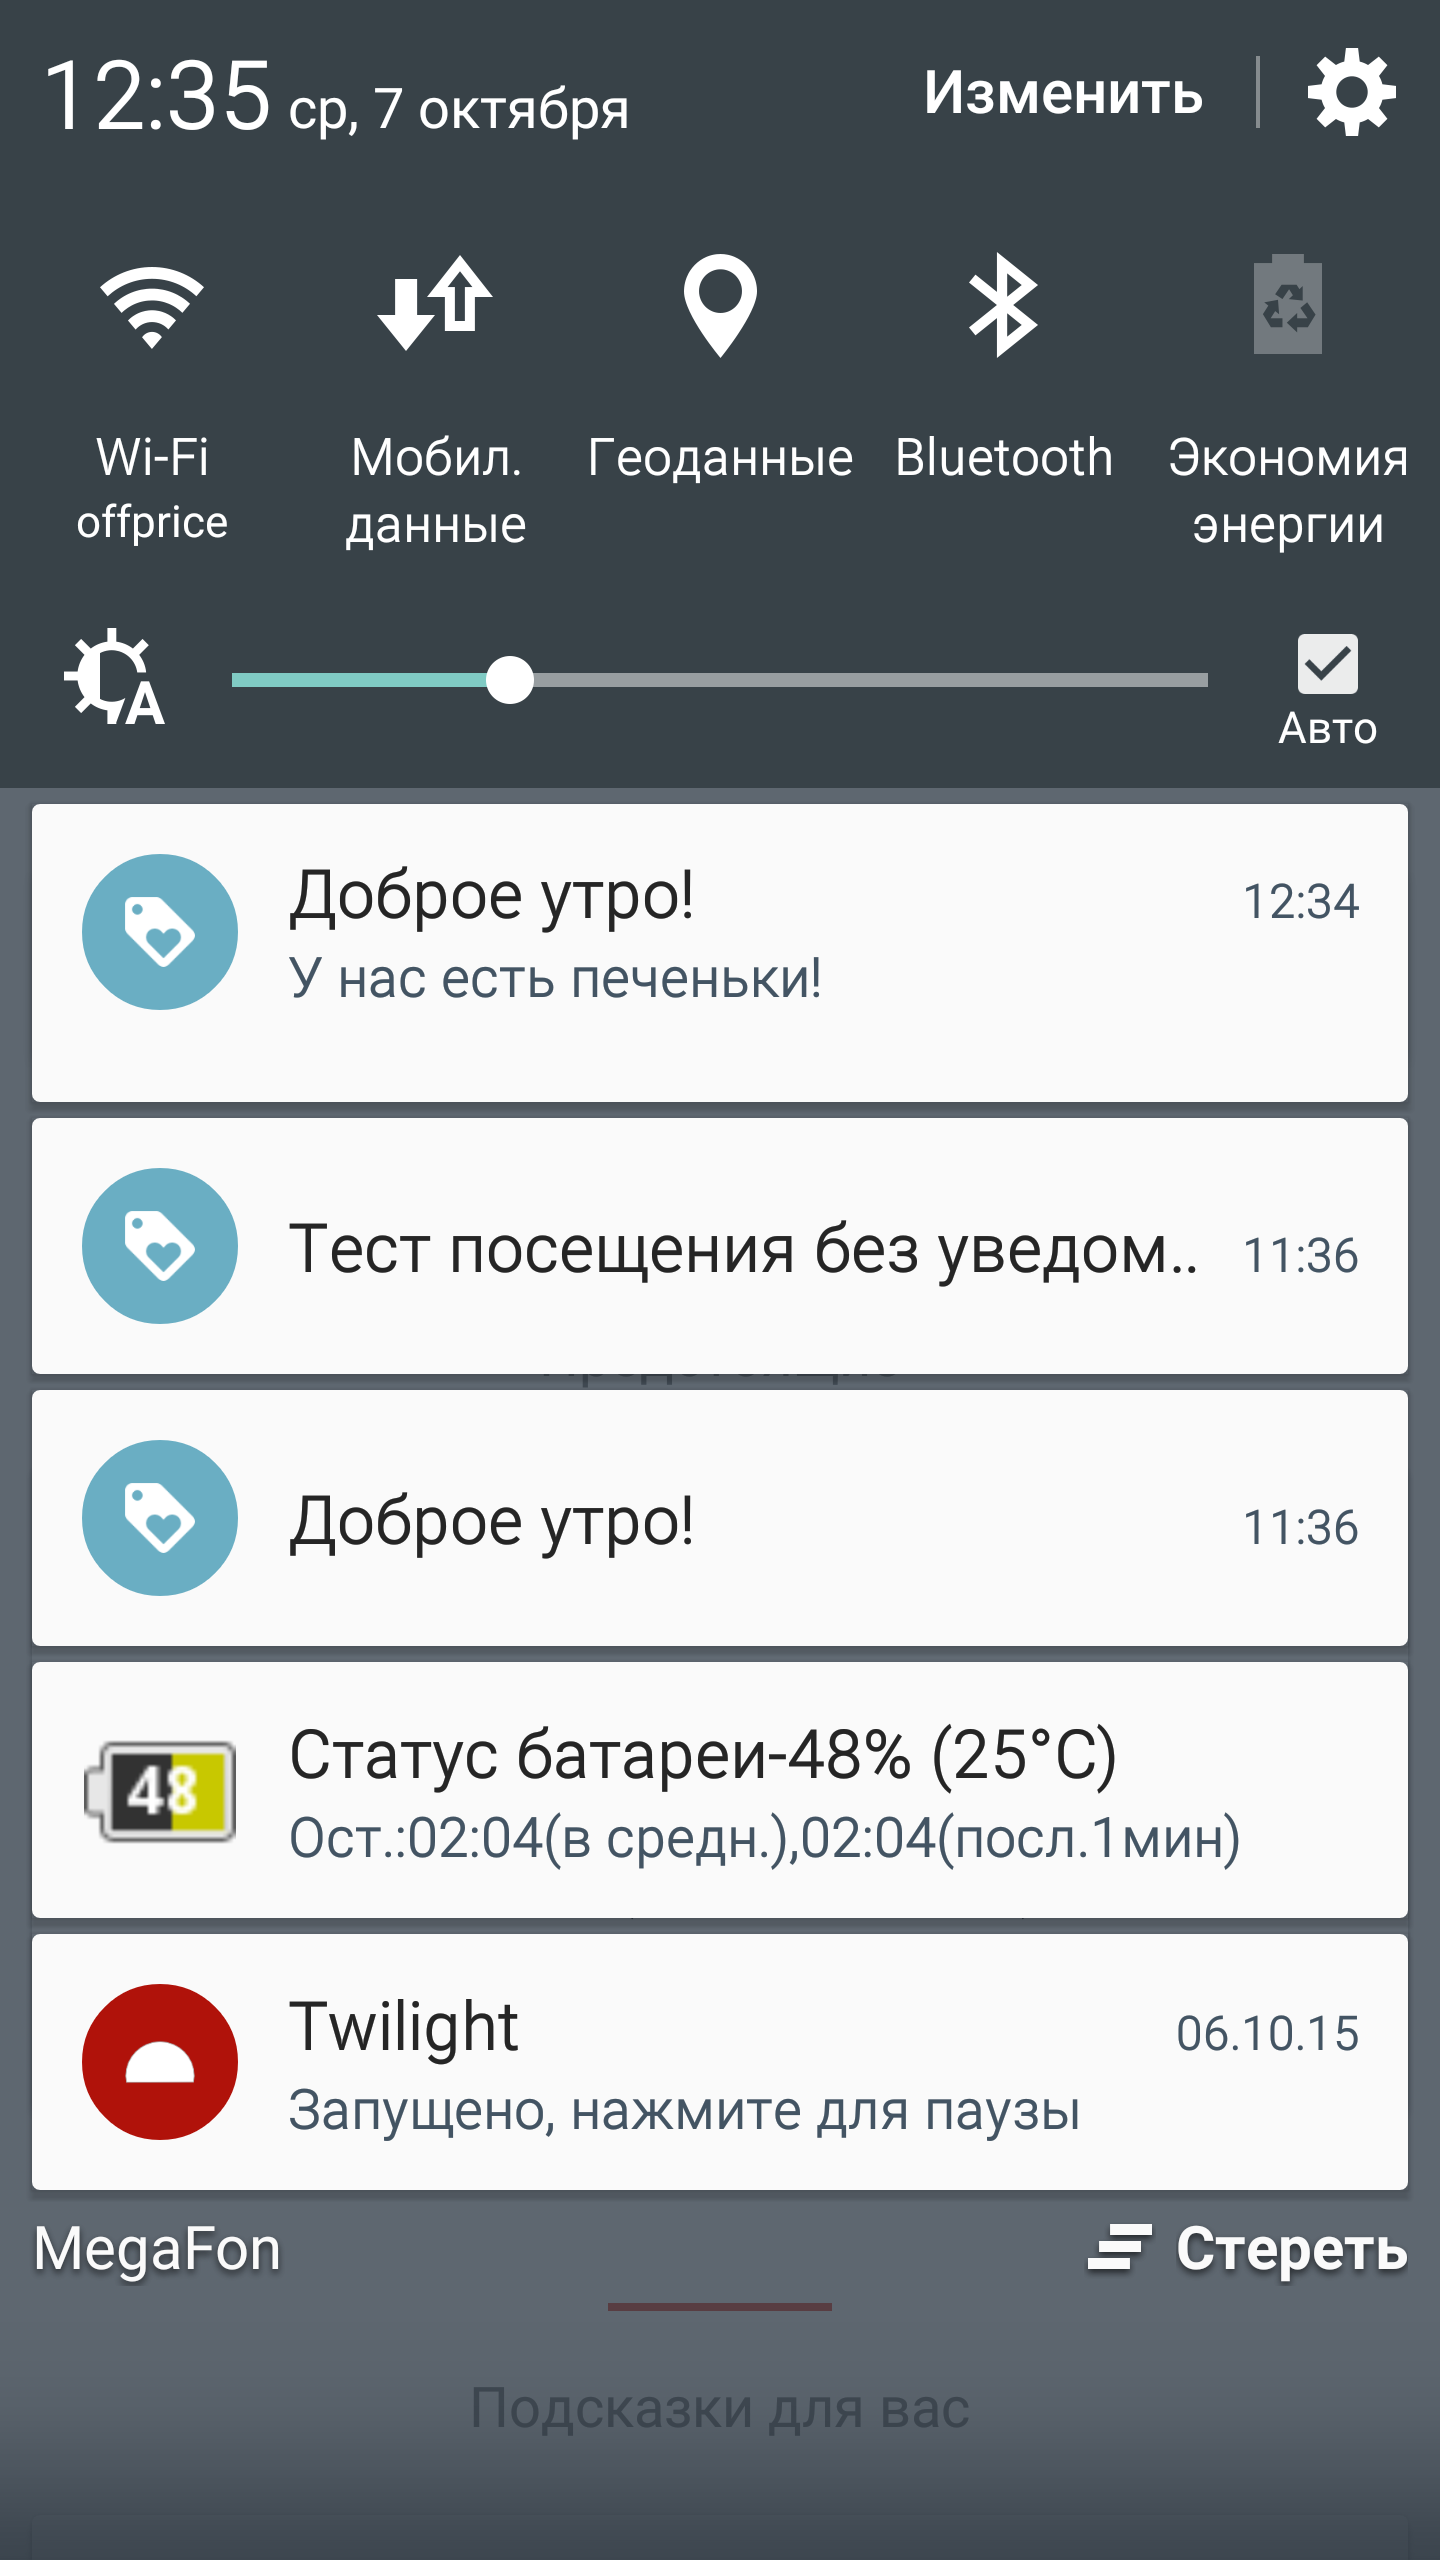 12:35 ср, 7 октября Изменить
Wi-Fi
offprice
Мобил.
данные
Геоданные
Bluetooth
Экономия
энергии
A
Авто
Доброе утро! 12:34
У нас есть печеньки!
Тест посещения без уведом.. 11:36
Доброе утро! 11:36
48
Статус батареи-48% (25°C)
Ост.:02:04(в средн.),02:04(посл.1мин)
Twilight 06.10.15
Запущено, нажмите для паузы
MegaFon Стереть
Подсказки для вас